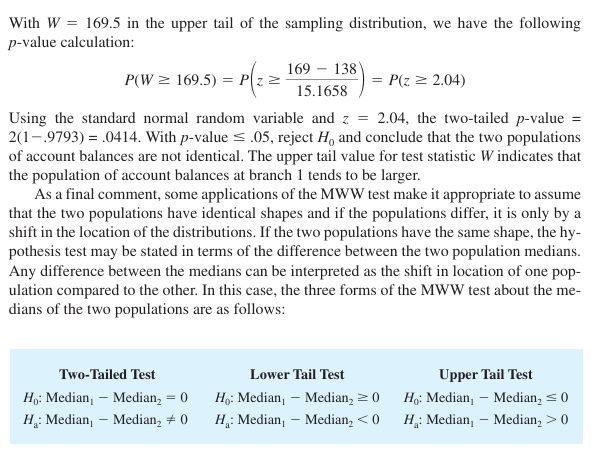 With W = 169.5 in the upper tail of the sampling distribution, we have the following
p-value calculation:
P(W ≥ 169.5) = P(z ≥ (169 − 138)/15.1658) = P(z ≥ 2.04)
Using the standard normal random variable and z = 2.04, the two-tailed p-value =
2(1−.9793) = .0414. With p-value ≤ .05, reject H₀ and conclude that the two populations
of account balances are not identical. The upper tail value for test statistic W indicates that
the population of account balances at branch 1 tends to be larger.
As a final comment, some applications of the MWW test make it appropriate to assume
that the two populations have identical shapes and if the populations differ, it is only by a
shift in the location of the distributions. If the two populations have the same shape, the hy-
pothesis test may be stated in terms of the difference between the two population medians.
Any difference between the medians can be interpreted as the shift in location of one pop-
ulation compared to the other. In this case, the three forms of the MWW test about the me-
dians of the two populations are as follows:
Two-Tailed Test Lower Tail Test Upper Tail Test
H₀: Median₁ − Median₂ = 0 H₀: Median₁ − Median₂ ≥ 0 H₀: Median₁ − Median₂ ≤ 0
Hₐ: Median₁ − Median₂ ≠ 0 Hₐ: Median₁ − Median₂ < 0 Hₐ: Median₁ − Median₂ > 0